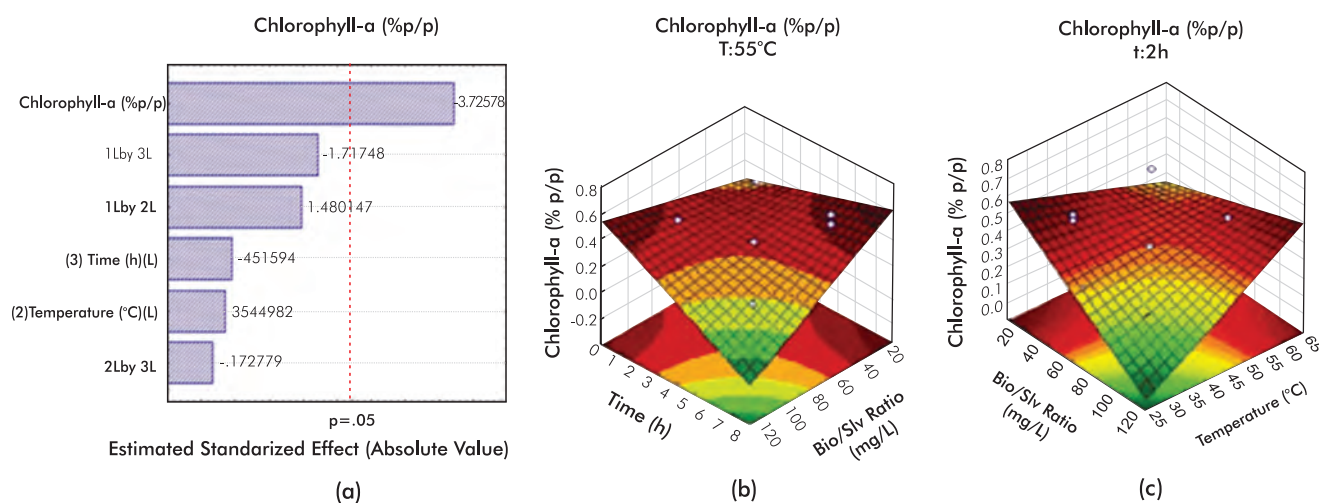 Chlorophyll-a (%p/p)
Chlorophyll-a (%p/p)
-3.72578
1Lby 3L
-1.71748
1Lby 2L
1.480147
(3) Time (h)(L)
-451594
(2)Temperature (°C)(L)
3544982
2Lby 3L
-.172779
p=.05
Estimated Standarized Effect (Absolute Value)
(a)
Chlorophyll-a (%p/p)
T:55°C
Chlorophyll-a (% p/p)
0.8
0.6
0.4
0.2
0.0
-0.2
0
1
2
3
4
5
6
7
8
Time (h)
20
40
60
80
100
120
Bio/Slv Ratio
(mg/L)
(b)
Chlorophyll-a (%p/p)
t:2h
Chlorophyll-a (% p/p)
0.8
0.7
0.6
0.5
0.4
0.3
0.2
0.1
0.0
20
40
60
80
100
120
Bio/Slv Ratio
(mg/L)
65
60
55
50
45
40
35
30
25
Temperature (°C)
(c)